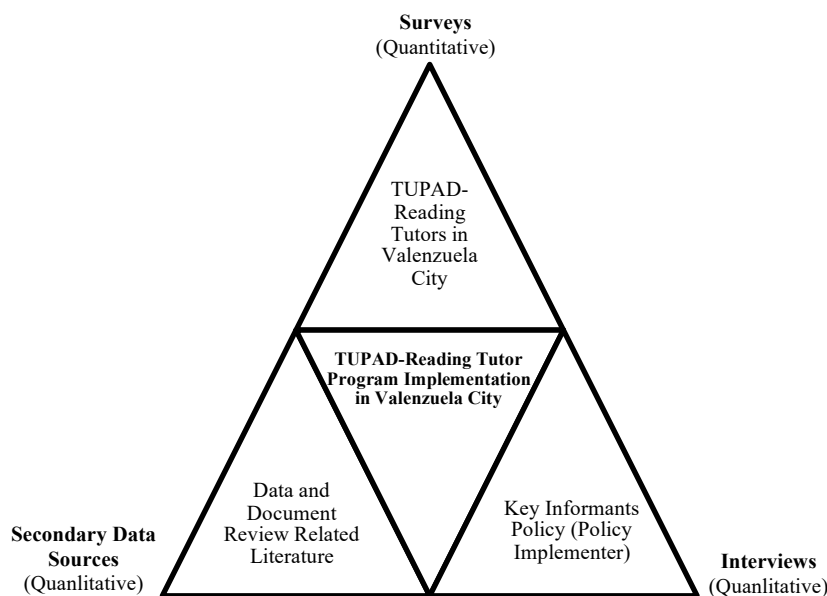 Surveys
(Quantitative)
TUPAD-
Reading
Tutors in
Valenzuela
City
TUPAD-Reading Tutor
Program Implementation
in Valenzuela City
Data and
Document
Review Related
Literature
Key Informants
Policy (Policy
Implementer)
Secondary Data
Sources
(Quanlitative)
Interviews
(Quanlitative)